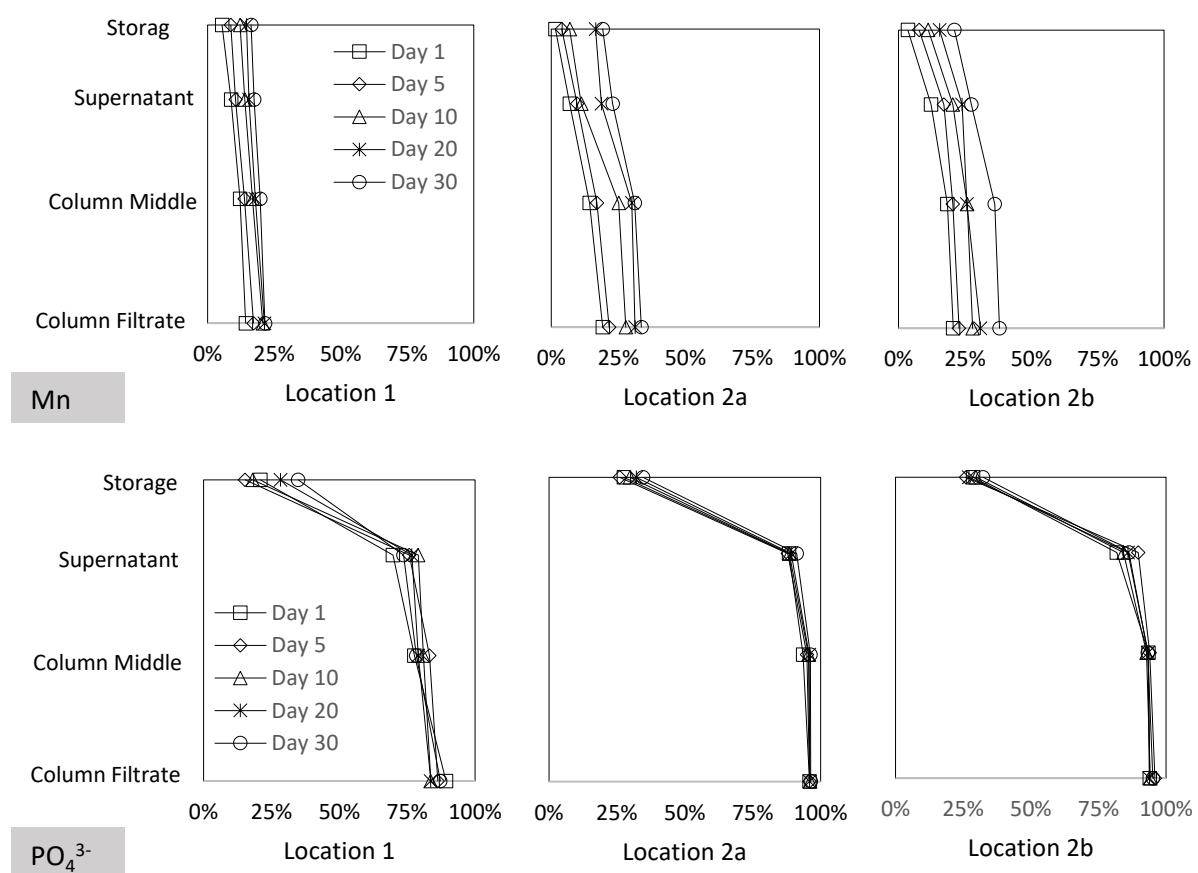 Storag
Supernatant
Column Middle
Column Filtrate
Day 1
Day 5
Day 10
Day 20
Day 30
0% 25% 50% 75% 100%
0% 25% 50% 75% 100%
0% 25% 50% 75% 100%
Location 1
Location 2a
Location 2b
Mn
Storage
Supernatant
Column Middle
Column Filtrate
Day 1
Day 5
Day 10
Day 20
Day 30
0% 25% 50% 75% 100%
0% 25% 50% 75% 100%
0% 25% 50% 75% 100%
Location 1
Location 2a
Location 2b
PO₄³⁻